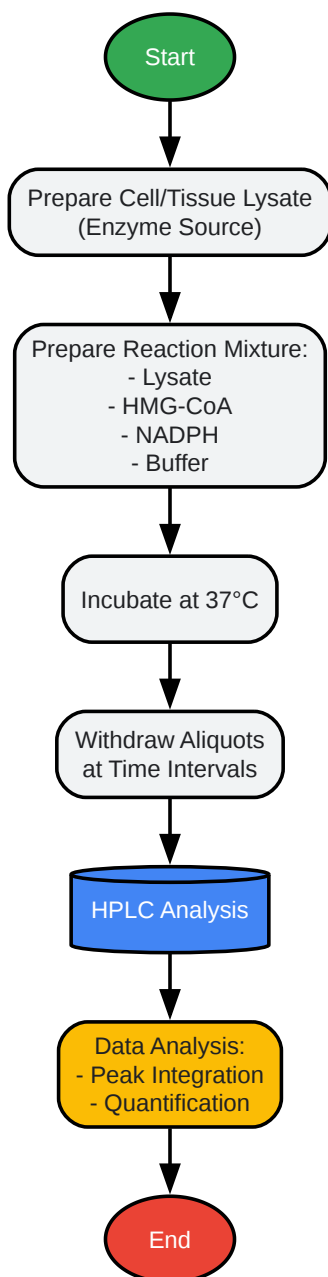 Start
Prepare Cell/Tissue Lysate
(Enzyme Source)
Prepare Reaction Mixture:
- Lysate
- HMG-CoA
- NADPH
- Buffer
Incubate at 37°C
Withdraw Aliquots
at Time Intervals
HPLC Analysis
Data Analysis:
- Peak Integration
- Quantification
End